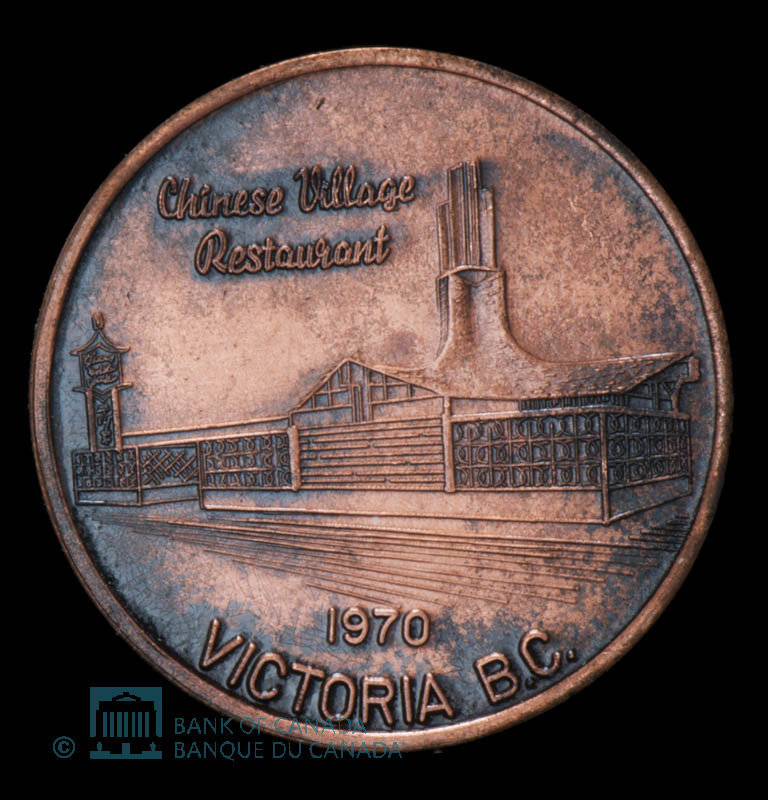 Chinese Village
Restaurant
1970
VICTORIA B.C.
© BANK OF CANADA
BANQUE DU CANADA